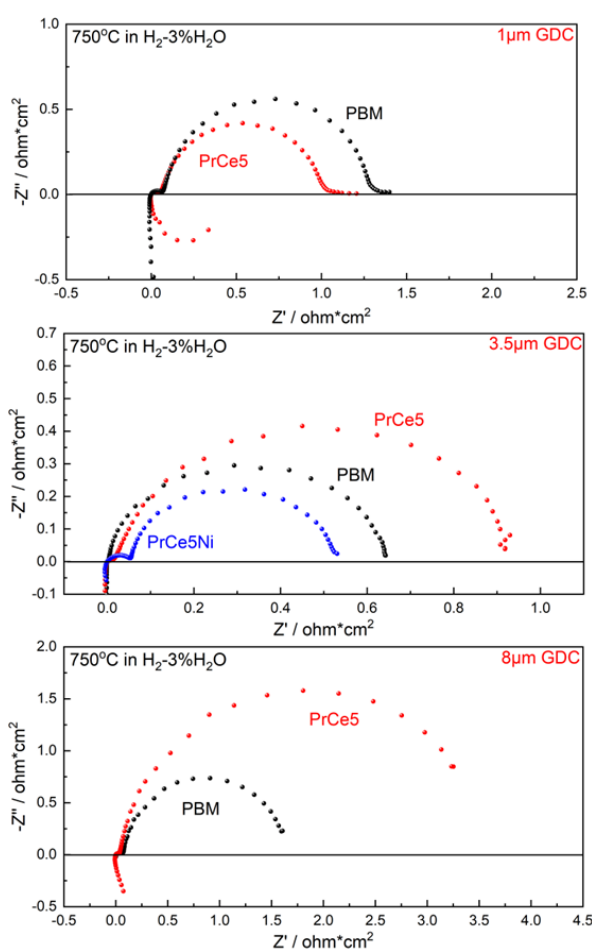 750°C in H₂-3%H₂O
1µm GDC
PBM
PrCe5
-Z'' / ohm*cm²
1.0
0.5
0.0
-0.5
-0.5 0.0 0.5 1.0 1.5 2.0 2.5
Z' / ohm*cm²
750°C in H₂-3%H₂O
3.5µm GDC
PrCe5
PBM
PrCe5Ni
-Z'' / ohm*cm²
0.7
0.6
0.5
0.4
0.3
0.2
0.1
0.0
-0.1
0.0 0.2 0.4 0.6 0.8 1.0
Z' / ohm*cm²
750°C in H₂-3%H₂O
8µm GDC
PrCe5
PBM
-Z'' / ohm*cm²
2.0
1.5
1.0
0.5
0.0
-0.5
-0.5 0.0 0.5 1.0 1.5 2.0 2.5 3.0 3.5 4.0 4.5
Z' / ohm*cm²